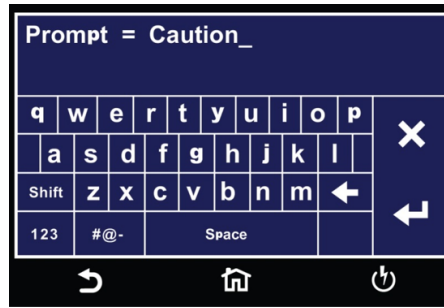 Prompt = Caution_
q w e r t y u i o p
a s d f g h j k l
Shift z x c v b n m
123 #@- Space